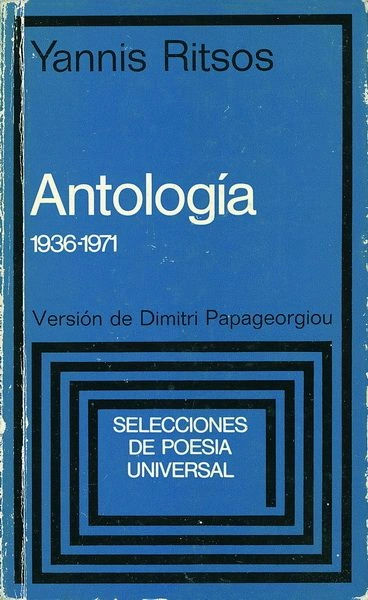 Yannis Ritsos
Antología
1936-1971
Versión de Dimitri Papageorgiou
SELECCIONES
DE POESIA
UNIVERSAL